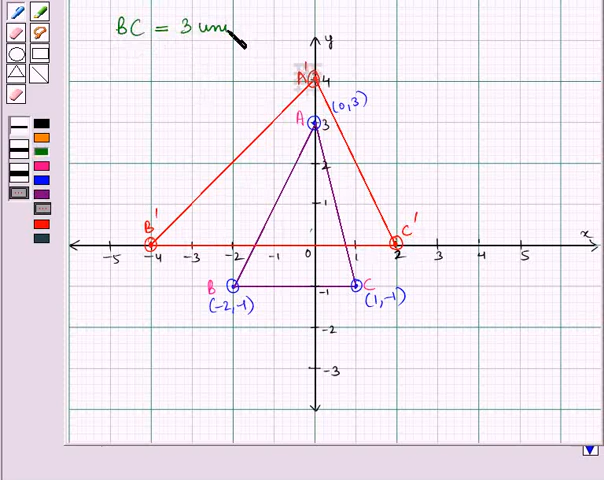 BC = 3 un
y
A' 4
(0,3)
A 3
2
1
B' C' x
-5 -4 -3 -2 0 1 2 3 4 5
B -1 C
(-2,-1) (1,-1)
-2
-3